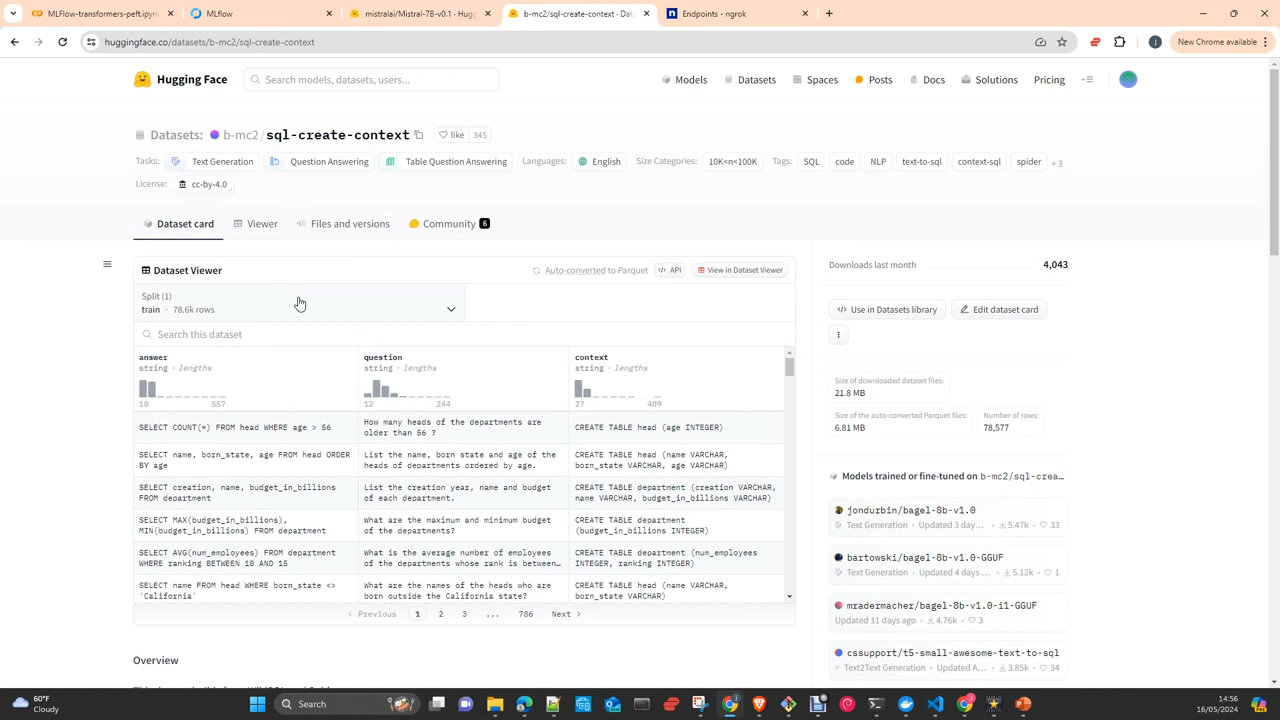 MLFlow-transformers-peft.ipynb
MLflow
mistralai/Mistral-7B-v0.1 - Hugg
b-mc2/sql-create-context - Dat
Endpoints - ngrok
huggingface.co/datasets/b-mc2/sql-create-context
New Chrome available
Hugging Face
Search models, datasets, users...
Models
Datasets
Spaces
Posts
Docs
Solutions
Pricing
Datasets: b-mc2/sql-create-context
like 345
Tasks: Text Generation Question Answering Table Question Answering Languages: English Size Categories: 10K<n<100K Tags: SQL code NLP text-to-sql context-sql spider + 3
License: cc-by-4.0
Dataset card Viewer Files and versions Community 6
Dataset Viewer
Auto-converted to Parquet API View in Dataset Viewer
Split (1)
train · 78.6k rows
Search this dataset
answer
string · lengths
18 557
question
string · lengths
12 244
context
string · lengths
27 489
SELECT COUNT(*) FROM head WHERE age > 56
How many heads of the departments are
older than 56 ?
CREATE TABLE head (age INTEGER)
SELECT name, born_state, age FROM head ORDER
BY age
List the name, born state and age of the
heads of departments ordered by age.
CREATE TABLE head (name VARCHAR,
born_state VARCHAR, age VARCHAR)
SELECT creation, name, budget_in_billions
FROM department
List the creation year, name and budget
of each department.
CREATE TABLE department (creation VARCHAR,
name VARCHAR, budget_in_billions VARCHAR)
SELECT MAX(budget_in_billions),
MIN(budget_in_billions) FROM department
What are the maximum and minimum budget
of the departments?
CREATE TABLE department
(budget_in_billions INTEGER)
SELECT AVG(num_employees) FROM department
WHERE ranking BETWEEN 10 AND 15
What is the average number of employees
of the departments whose rank is between…
CREATE TABLE department (num_employees
INTEGER, ranking INTEGER)
SELECT name FROM head WHERE born_state <>
'California'
What are the names of the heads who are
born outside the California state?
CREATE TABLE head (name VARCHAR,
born_state VARCHAR)
< Previous 1 2 3 ... 786 Next >
Overview
Downloads last month 4,043
Use in Datasets library Edit dataset card
Size of downloaded dataset files:
21.8 MB
Size of the auto-converted Parquet files:
6.81 MB
Number of rows:
78,577
Models trained or fine-tuned on b-mc2/sql-crea…
jondurbin/bagel-8b-v1.0
Text Generation • Updated 3 day… • 5.47k • 33
bartowski/bagel-8b-v1.0-GGUF
Text Generation • Updated 4 days … • 5.12k • 1
mradermacher/bagel-8b-v1.0-i1-GGUF
Updated 11 days ago • 4.76k • 3
cssupport/t5-small-awesome-text-to-sql
Text2Text Generation • Updated A… • 3.85k • 34
60°F
Cloudy
Search
14:56
16/05/2024